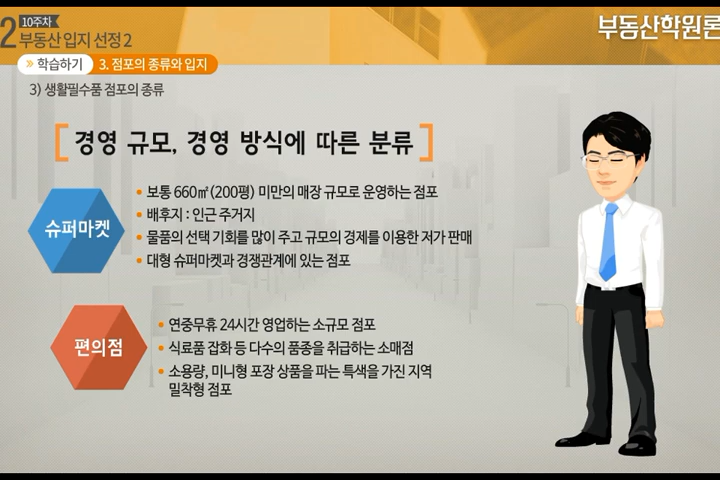 10주차
2 부동산 입지 선정 2
부동산학원론
» 학습하기 3. 점포의 종류와 입지
3) 생활필수품 점포의 종류
[경영 규모, 경영 방식에 따른 분류]
슈퍼마켓
• 보통 660㎡(200평) 미만의 매장 규모로 운영하는 점포
• 배후지 : 인근 주거지
• 물품의 선택 기회를 많이 주고 규모의 경제를 이용한 저가 판매
• 대형 슈퍼마켓과 경쟁관계에 있는 점포
편의점
• 연중무휴 24시간 영업하는 소규모 점포
• 식료품 잡화 등 다수의 품종을 취급하는 소매점
• 소용량, 미니형 포장 상품을 파는 특색을 가진 지역
밀착형 점포